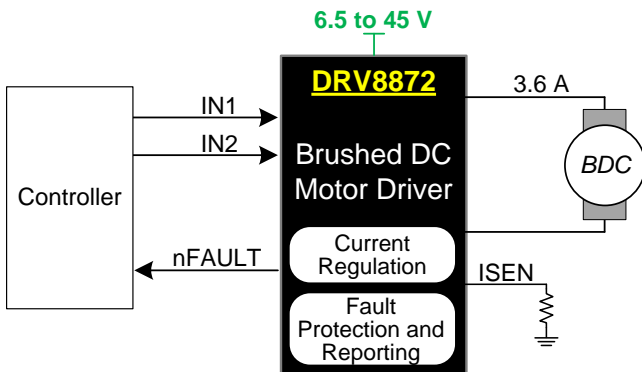 6.5 to 45 V
DRV8872
3.6 A
IN1
IN2
Brushed DC
Motor Driver
BDC
Controller
nFAULT
Current
Regulation
ISEN
Fault
Protection and
Reporting